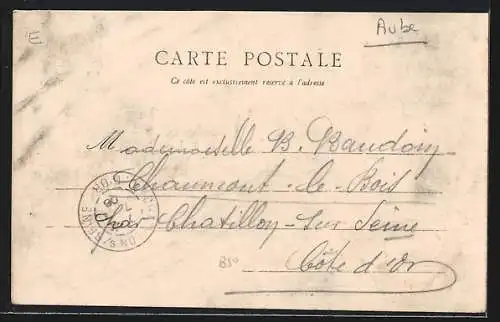 E
Aube
CARTE POSTALE
Ce côté est exclusivement réservé à l'adresse
Mademoiselle B. Baudoin
Chaumont-le-Bois
par Chatillon-sur Seine
Côte d'Or